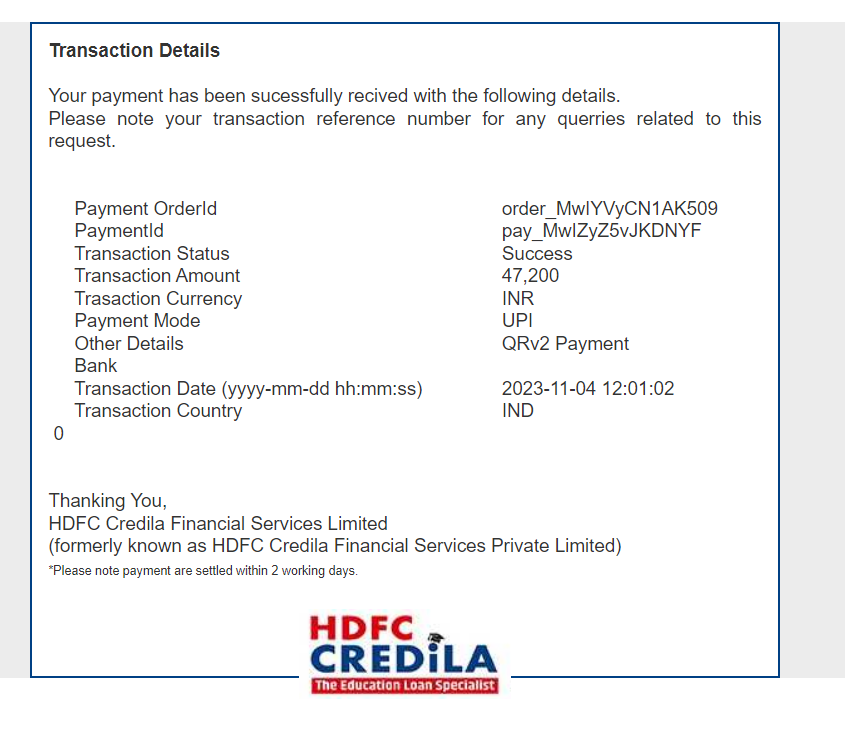 Transaction Details
Your payment has been sucessfully recived with the following details.
Please note your transaction reference number for any querries related to this
request.
Payment OrderId order_MwIYVyCN1AK509
PaymentId pay_MwIZyZ5vJKDNYF
Transaction Status Success
Transaction Amount 47,200
Trasaction Currency INR
Payment Mode UPI
Other Details QRv2 Payment
Bank
Transaction Date (yyyy-mm-dd hh:mm:ss) 2023-11-04 12:01:02
Transaction Country IND
0
Thanking You,
HDFC Credila Financial Services Limited
(formerly known as HDFC Credila Financial Services Private Limited)
*Please note payment are settled within 2 working days.
HDFC
CREDiLA
The Education Loan Specialist